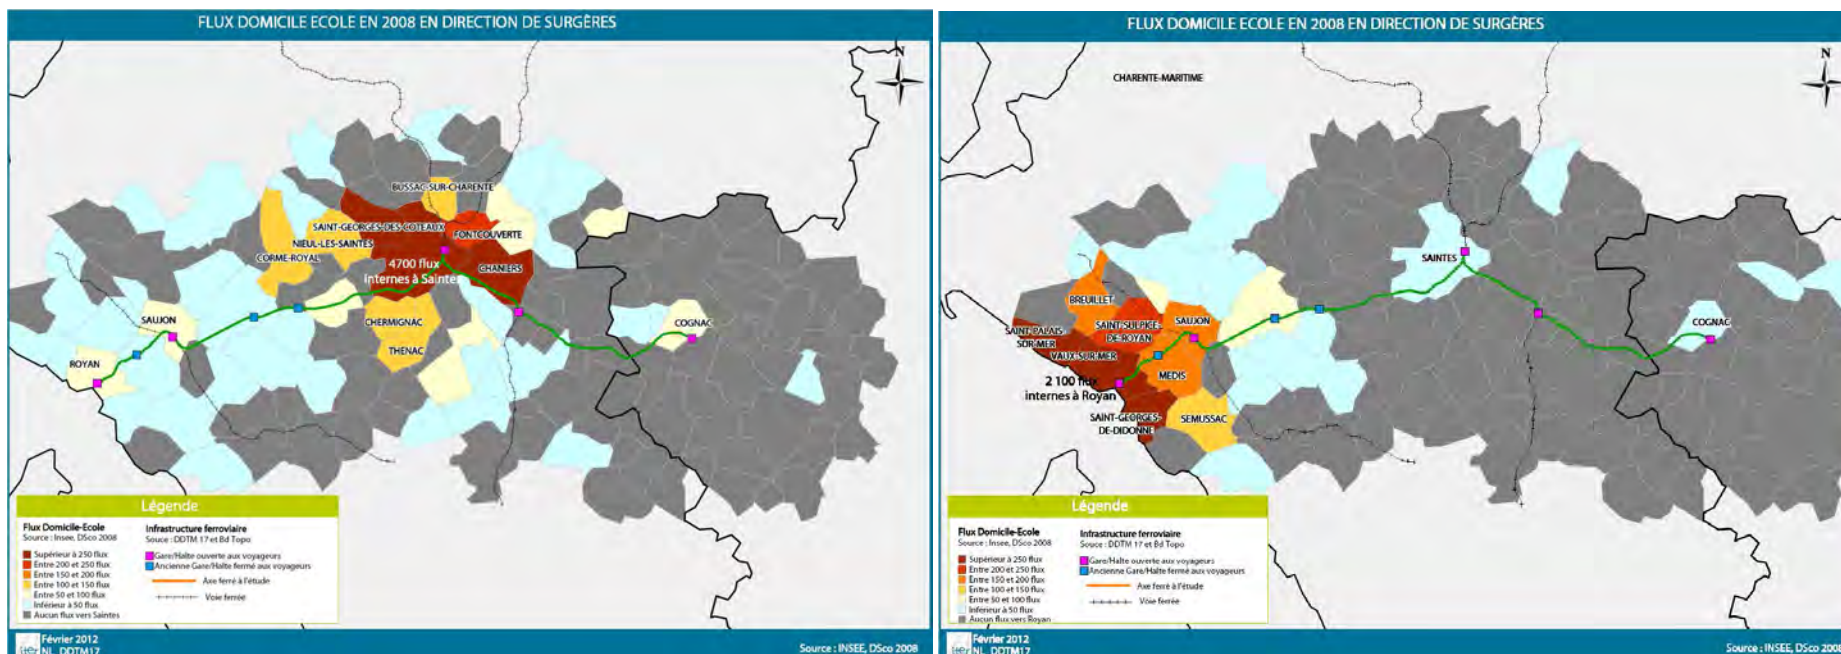 FLUX DOMICILE ECOLE EN 2008 EN DIRECTION DE SURGÈRES
N
BUSSAC-SUR-CHARENTE
SAINT-GEORGES-DES-COTEAUX
FONTCOUVERTE
NIEUL-LES-SAINTES
CORME-ROYAL
4700 flux
internes à Saintes
CHANIERS
SAUJON
CHERMIGNAC
COGNAC
THENAC
ROYAN
Légende
Flux Domicile-Ecole
Source : Insee, DSco 2008
Supérieur à 250 flux
Entre 200 et 250 flux
Entre 150 et 200 flux
Entre 100 et 150 flux
Entre 50 et 100 flux
Inférieur à 50 flux
Aucun flux vers Saintes
Infrastructure ferroviaire
Souce : DDTM 17 et Bd Topo
Gare/Halte ouverte aux voyageurs
Ancienne Gare/Halte fermé aux voyageurs
Axe ferré à l'étude
Voie ferrée
Février 2012
NL DDTM17
Source : INSEE, DSco 2008
FLUX DOMICILE ECOLE EN 2008 EN DIRECTION DE SURGÈRES
N
CHARENTE-MARITIME
SAINTES
BREUILLET
SAINT-PALAIS-
SUR-MER
SAINT-SULPICE-
DE-ROYAN
SAUJON
COGNAC
VAUX-SUR-MER
MEDIS
2 100 flux
internes à Royan
SAINT-GEORGES-
DE-DIDONNE
SEMUSSAC
Légende
Flux Domicile-Ecole
Source : Insee, DSco 2008
Supérieur à 250 flux
Entre 200 et 250 flux
Entre 150 et 200 flux
Entre 100 et 150 flux
Entre 50 et 100 flux
Inférieur à 50 flux
Aucun flux vers Royan
Infrastructure ferroviaire
Souce : DDTM 17 et Bd Topo
Gare/Halte ouverte aux voyageurs
Ancienne Gare/Halte fermé aux voyageurs
Axe ferré à l'étude
Voie ferrée
Février 2012
NL DDTM17
Source : INSEE, DSco 2008